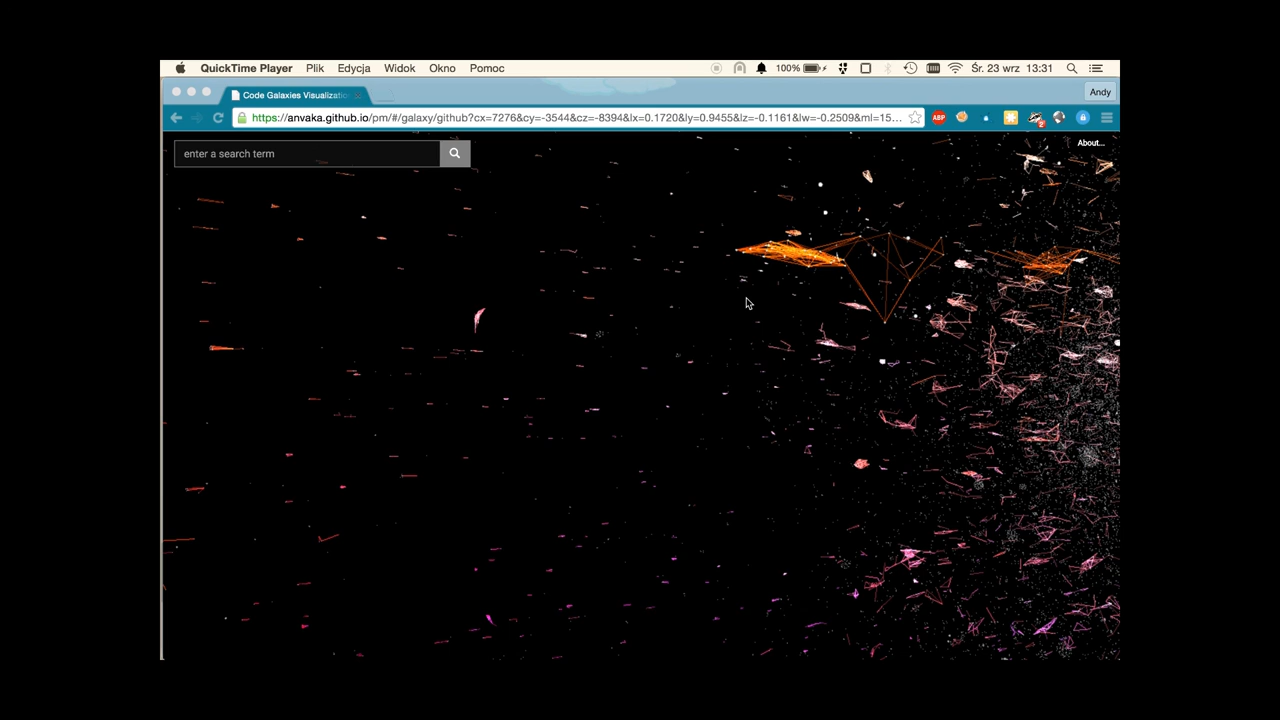 QuickTime Player Plik Edycja Widok Okno Pomoc 100% Śr. 23 wrz 13:31
Code Galaxies Visualizatio Andy
https://anvaka.github.io/pm/#/galaxy/github?cx=7276&cy=-3544&cz=-8394&lx=0.1720&ly=0.9455&lz=-0.1161&lw=-0.2509&ml=15... ABP 2
About...
enter a search term